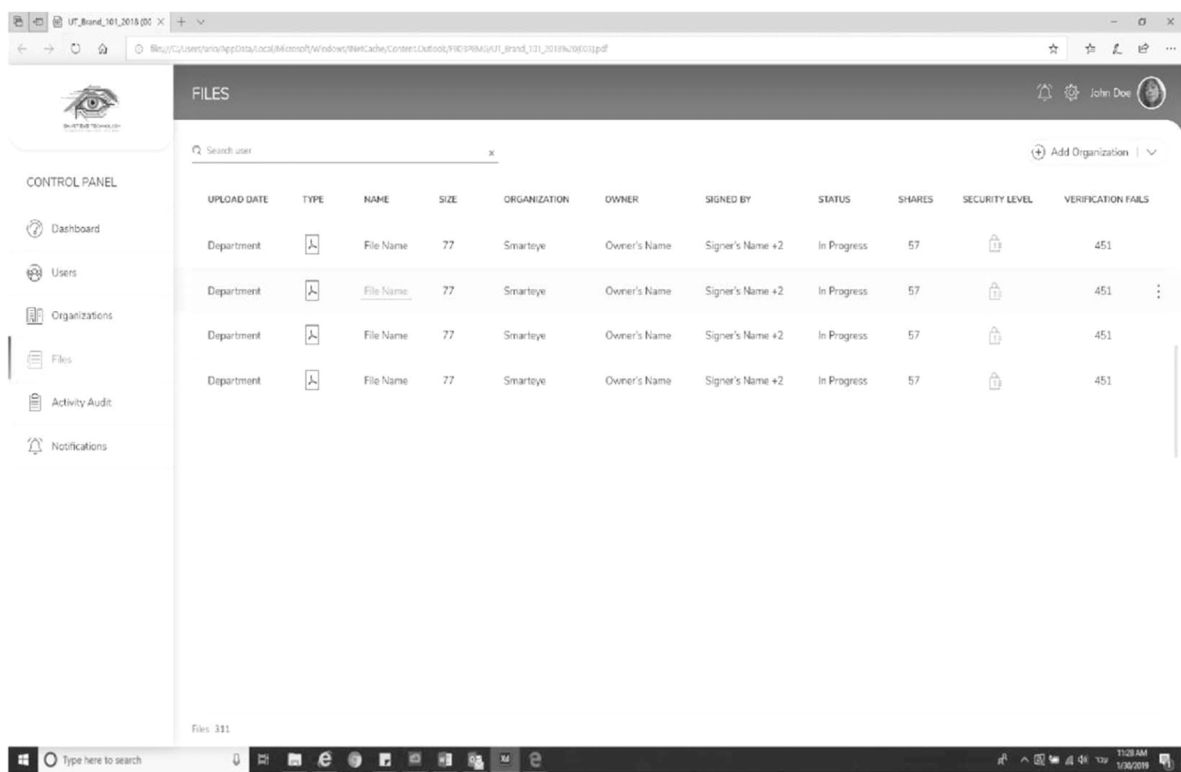 UT_Brand_101_2018 (00
FILES
John Doe
Search user
x
Add Organization
CONTROL PANEL
Dashboard
Users
Organizations
Files
Activity Audit
Notifications
UPLOAD DATE TYPE NAME SIZE ORGANIZATION OWNER SIGNED BY STATUS SHARES SECURITY LEVEL VERIFICATION FAILS
Department File Name 77 Smarteye Owner's Name Signer's Name +2 In Progress 57 451
Department File Name 77 Smarteye Owner's Name Signer's Name +2 In Progress 57 451
Department File Name 77 Smarteye Owner's Name Signer's Name +2 In Progress 57 451
Department File Name 77 Smarteye Owner's Name Signer's Name +2 In Progress 57 451
Files 311
Type here to search
11:28 AM
1/30/2019